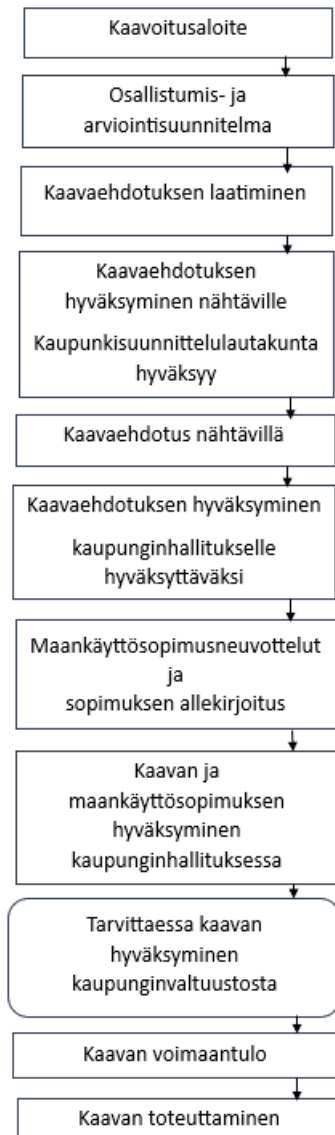 Kaavoitusaloite
Osallistumis- ja
arviointisuunnitelma
Kaavaehdotuksen laatiminen
Kaavaehdotuksen
hyväksyminen nähtäville
Kaupunkisuunnittelulautakunta
hyväksyy
Kaavaehdotus nähtävillä
Kaavaehdotuksen hyväksyminen
kaupunginhallitukselle
hyväksyttäväksi
Maankäyttösopimusneuvottelut
ja
sopimuksen allekirjoitus
Kaavan ja
maankäyttösopimuksen
hyväksyminen
kaupunginhallituksessa
Tarvittaessa kaavan
hyväksyminen
kaupunginvaltuustosta
Kaavan voimaantulo
Kaavan toteuttaminen